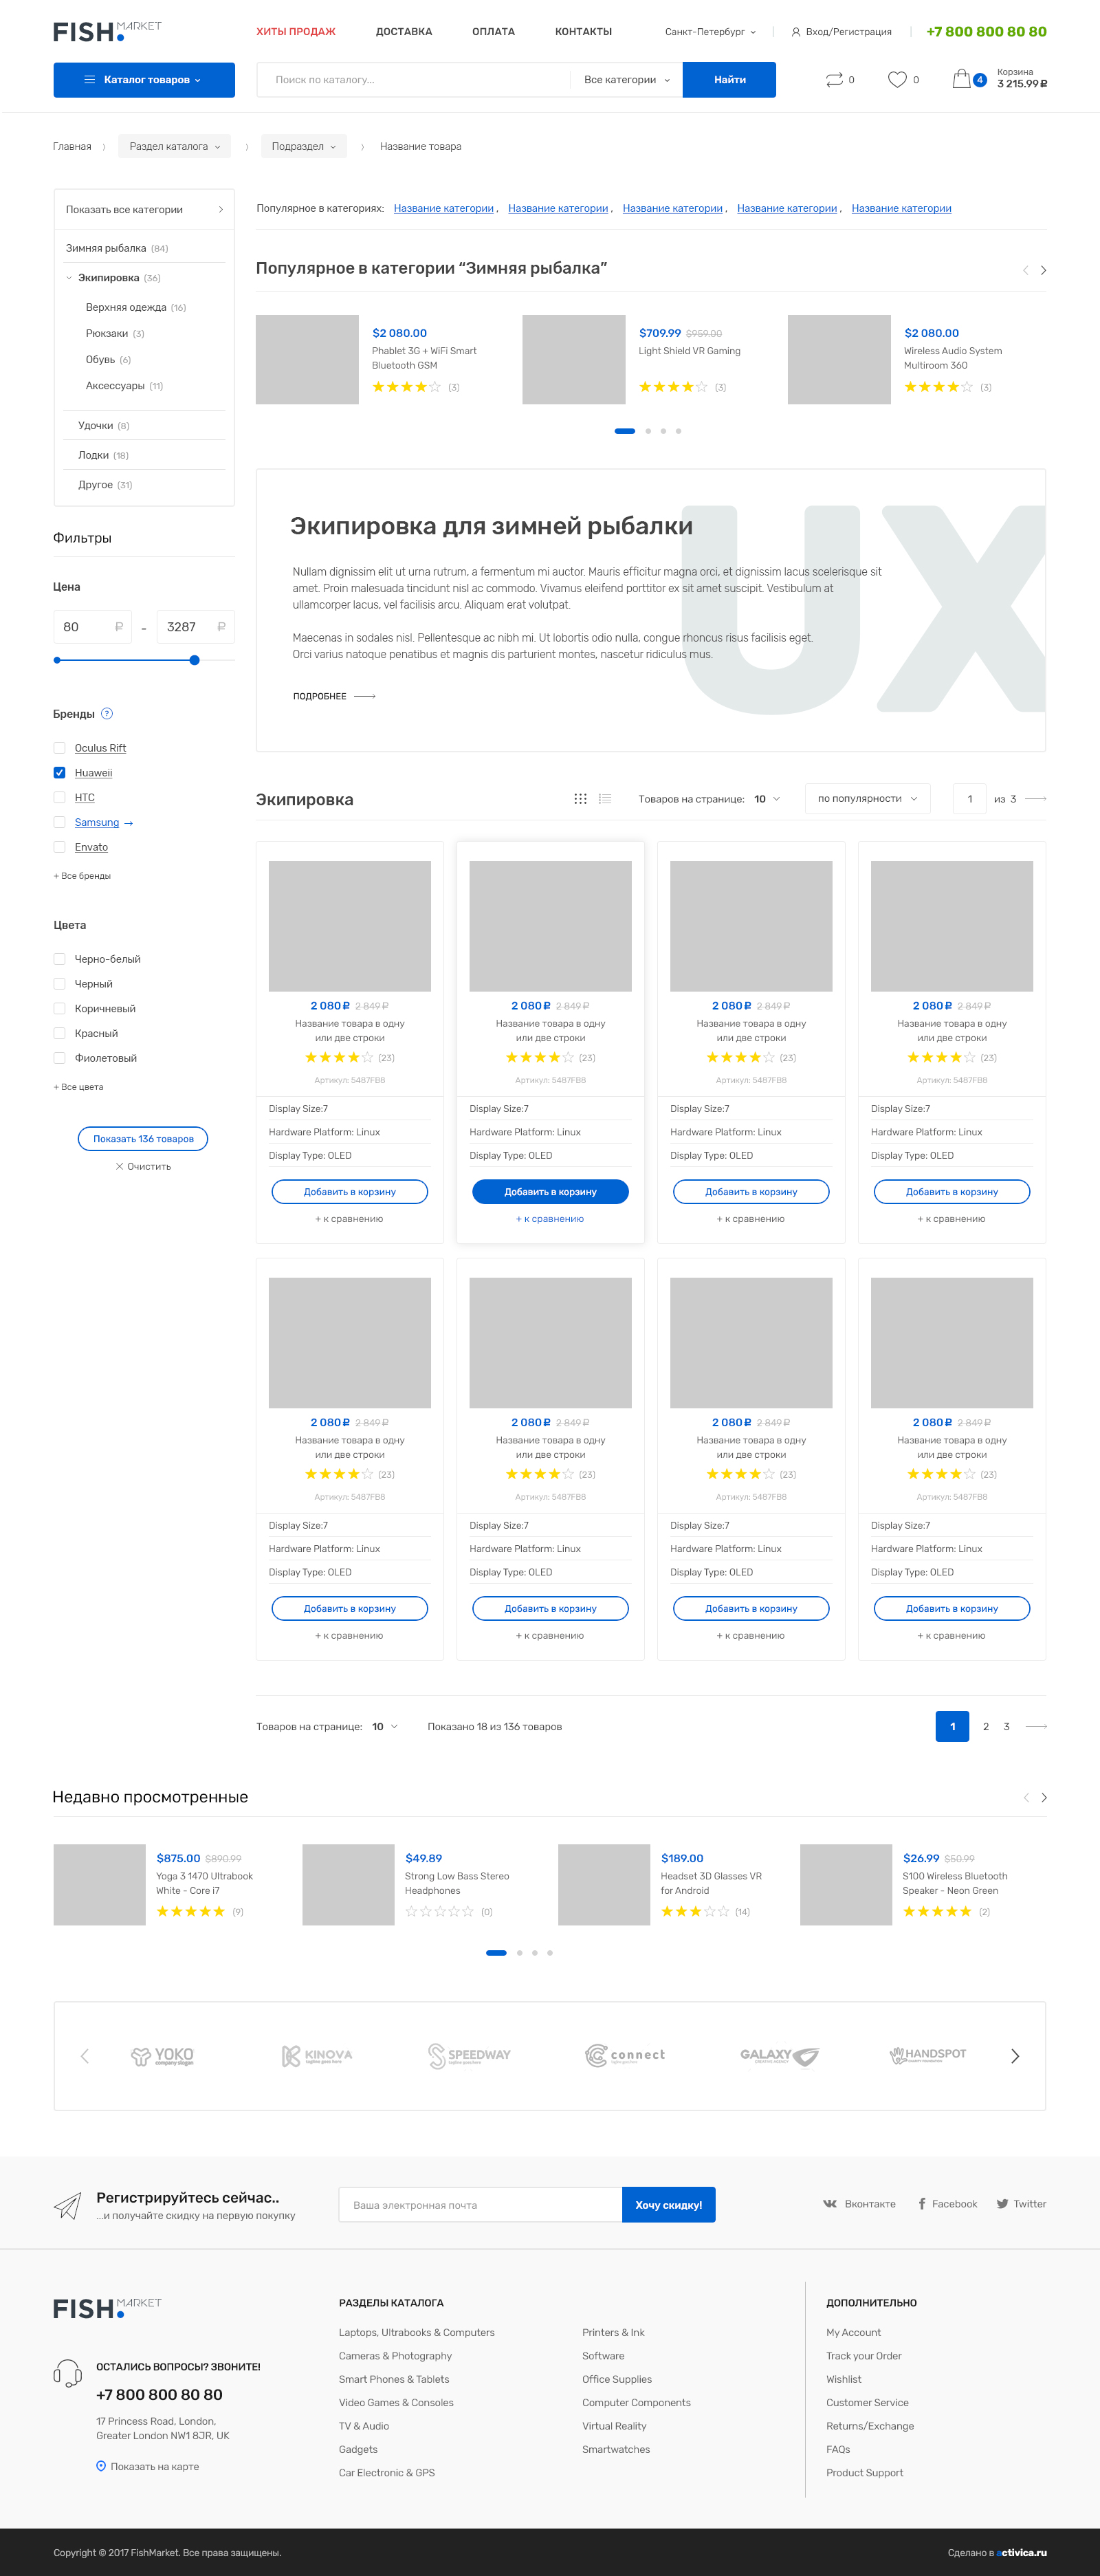 FISH. MARKET
ХИТЫ ПРОДАЖ ДОСТАВКА ОПЛАТА КОНТАКТЫ Санкт-Петербург Вход/Регистрация +7 800 800 80 80
Каталог товаров Поиск по каталогу... Все категории Найти 0 0 4 Корзина
3 215.99 ₽
Главная Раздел каталога Подраздел Название товара
Показать все категории
Зимняя рыбалка (84)
Экипировка (36)
Верхняя одежда (16)
Рюкзаки (3)
Обувь (6)
Аксессуары (11)
Удочки (8)
Лодки (18)
Другое (31)
Фильтры
Цена
80 ₽ - 3287 ₽
Бренды ?
Oculus Rift
Huaweii
HTC
Samsung →
Envato
+ Все бренды
Цвета
Черно-белый
Черный
Коричневый
Красный
Фиолетовый
+ Все цвета
Показать 136 товаров
Очистить
Популярное в категориях: Название категории , Название категории , Название категории , Название категории , Название категории
Популярное в категории “Зимняя рыбалка”
$2 080.00
Phablet 3G + WiFi Smart
Bluetooth GSM
(3)
$709.99 $959.00
Light Shield VR Gaming
(3)
$2 080.00
Wireless Audio System
Multiroom 360
(3)
UX
Экипировка для зимней рыбалки
Nullam dignissim elit ut urna rutrum, a fermentum mi auctor. Mauris efficitur magna orci, et dignissim lacus scelerisque sit
amet. Proin malesuada tincidunt nisl ac commodo. Vivamus eleifend porttitor ex sit amet suscipit. Vestibulum at
ullamcorper lacus, vel facilisis arcu. Aliquam erat volutpat.
Maecenas in sodales nisl. Pellentesque ac nibh mi. Ut lobortis odio nulla, congue rhoncus risus facilisis eget.
Orci varius natoque penatibus et magnis dis parturient montes, nascetur ridiculus mus.
ПОДРОБНЕЕ
Экипировка Товаров на странице: 10 по популярности 1 из 3
2 080 ₽ 2 849 ₽ 2 080 ₽ 2 849 ₽ 2 080 ₽ 2 849 ₽ 2 080 ₽ 2 849 ₽
Название товара в одну Название товара в одну Название товара в одну Название товара в одну
или две строки или две строки или две строки или две строки
(23) (23) (23) (23)
Артикул: 5487FB8 Артикул: 5487FB8 Артикул: 5487FB8 Артикул: 5487FB8
Display Size:7 Display Size:7 Display Size:7 Display Size:7
Hardware Platform: Linux Hardware Platform: Linux Hardware Platform: Linux Hardware Platform: Linux
Display Type: OLED Display Type: OLED Display Type: OLED Display Type: OLED
Добавить в корзину Добавить в корзину Добавить в корзину Добавить в корзину
+ к сравнению + к сравнению + к сравнению + к сравнению
2 080 ₽ 2 849 ₽ 2 080 ₽ 2 849 ₽ 2 080 ₽ 2 849 ₽ 2 080 ₽ 2 849 ₽
Название товара в одну Название товара в одну Название товара в одну Название товара в одну
или две строки или две строки или две строки или две строки
(23) (23) (23) (23)
Артикул: 5487FB8 Артикул: 5487FB8 Артикул: 5487FB8 Артикул: 5487FB8
Display Size:7 Display Size:7 Display Size:7 Display Size:7
Hardware Platform: Linux Hardware Platform: Linux Hardware Platform: Linux Hardware Platform: Linux
Display Type: OLED Display Type: OLED Display Type: OLED Display Type: OLED
Добавить в корзину Добавить в корзину Добавить в корзину Добавить в корзину
+ к сравнению + к сравнению + к сравнению + к сравнению
Товаров на странице: 10 Показано 18 из 136 товаров 1 2 3
Недавно просмотренные
$875.00 $890.99
Yoga 3 1470 Ultrabook
White - Core i7
(9)
$49.89
Strong Low Bass Stereo
Headphones
(0)
$189.00
Headset 3D Glasses VR
for Android
(14)
$26.99 $50.99
S100 Wireless Bluetooth
Speaker - Neon Green
(2)
YOKO KINOVA SPEEDWAY connect GALAXY HANDSPOT
company slogan
Регистрируйтесь сейчас..
...и получайте скидку на первую покупку
Ваша электронная почта Хочу скидку!
Вконтакте Facebook Twitter
FISH. MARKET
ОСТАЛИСЬ ВОПРОСЫ? ЗВОНИТЕ!
+7 800 800 80 80
17 Princess Road, London,
Greater London NW1 8JR, UK
Показать на карте
РАЗДЕЛЫ КАТАЛОГА
Laptops, Ultrabooks & Computers
Cameras & Photography
Smart Phones & Tablets
Video Games & Consoles
TV & Audio
Gadgets
Car Electronic & GPS
Printers & Ink
Software
Office Supplies
Computer Components
Virtual Reality
Smartwatches
ДОПОЛНИТЕЛЬНО
My Account
Track your Order
Wishlist
Customer Service
Returns/Exchange
FAQs
Product Support
Copyright © 2017 FishMarket. Все права защищены. Сделано в activica.ru